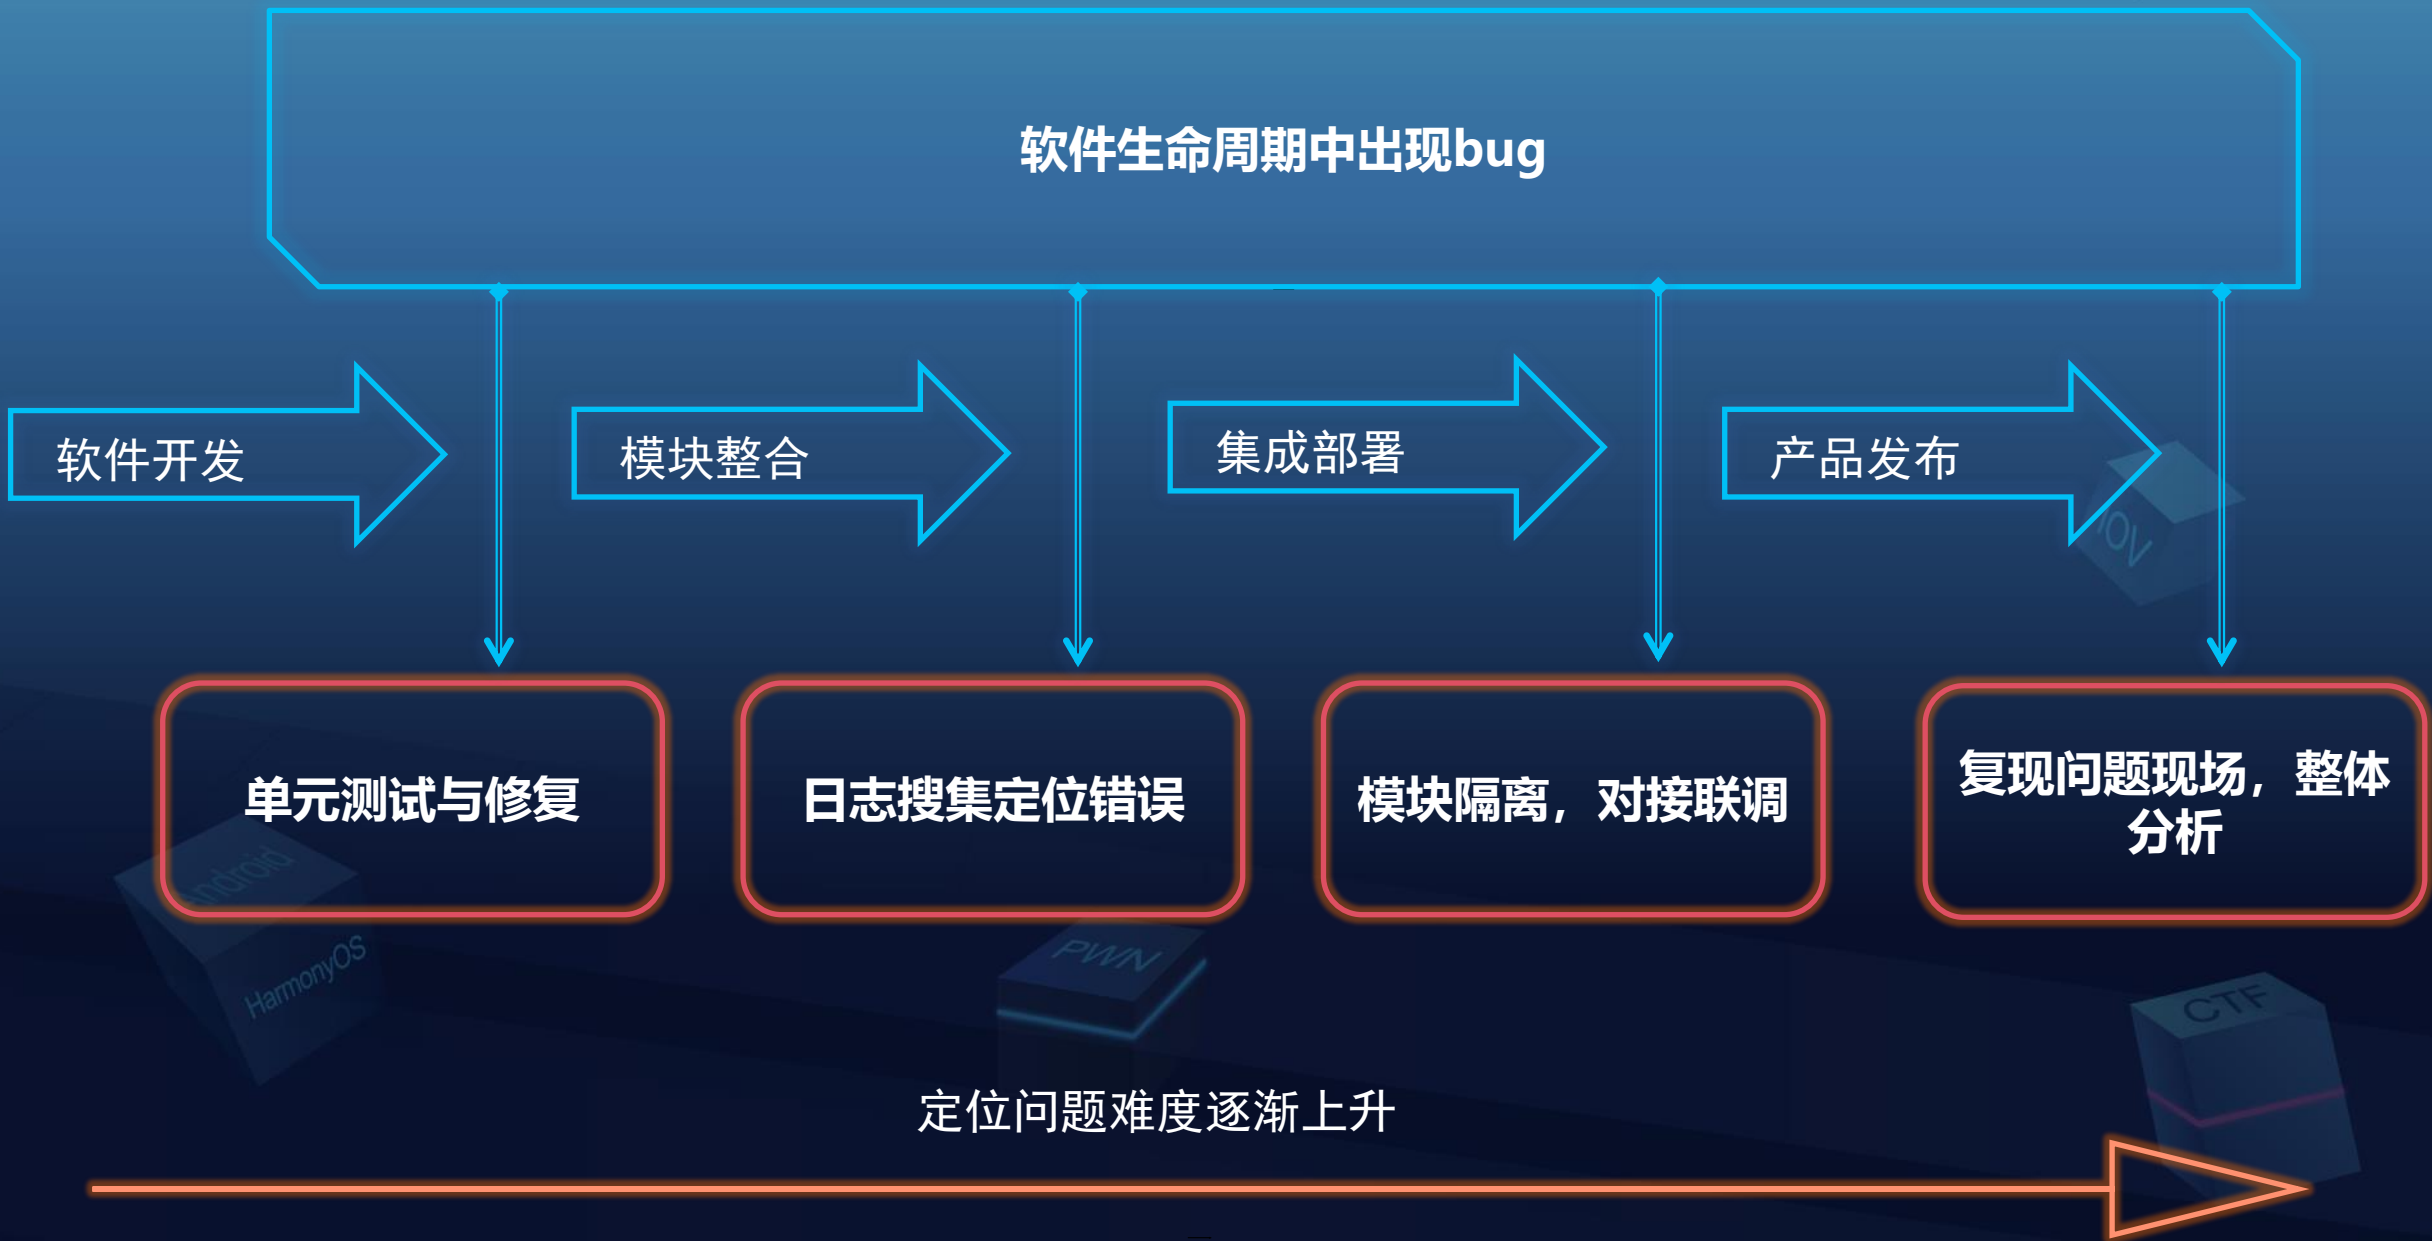 软件生命周期中出现bug
软件开发
模块整合
集成部署
产品发布
IOV
单元测试与修复
日志搜集定位错误
模块隔离，对接联调
复现问题现场，整体
分析
Android
HarmonyOS
PWN
CTF
定位问题难度逐渐上升